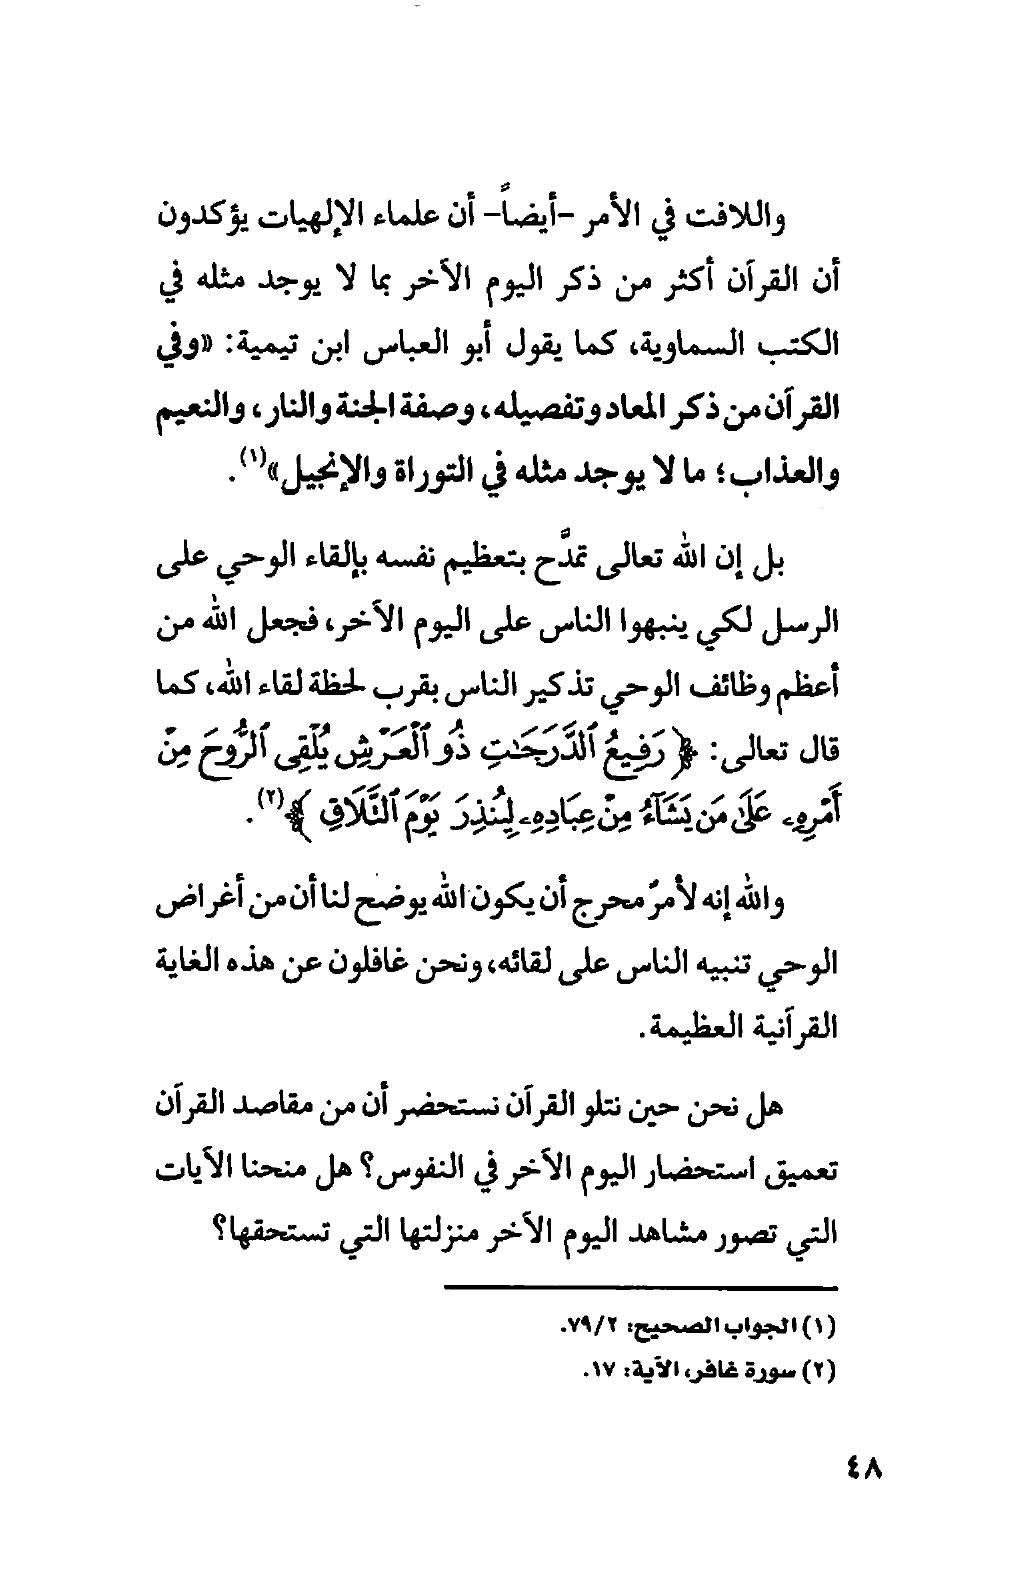 واللافت في الأمر -أيضاً- أن علماء الإلهيات يؤكدون
أن القرآن أكثر من ذكر اليوم الآخر بما لا يوجد مثله في
الكتب السماوية، كما يقول أبو العباس ابن تيمية: «وفي
القرآن من ذكر المعاد وتفصيله، وصفة الجنة والنار، والنعيم
والعذاب؛ ما لا يوجد مثله في التوراة والإنجيل»(١).
بل إن الله تعالى تمدَّح بتعظيم نفسه بإلقاء الوحي على
الرسل لكي ينبهوا الناس على اليوم الآخر، فجعل الله من
أعظم وظائف الوحي تذكير الناس بقرب لحظة لقاء الله، كما
قال تعالى: ﴿ رَفِيعُ ٱلدَّرَجَٰتِ ذُو ٱلْعَرْشِ يُلْقِى ٱلرُّوحَ مِنْ
أَمْرِهِۦ عَلَىٰ مَن يَشَآءُ مِنْ عِبَادِهِۦ لِيُنذِرَ يَوْمَ ٱلتَّلَاقِ ﴾(٢).
والله إنه لأمرٌ محرج أن يكون الله يوضح لنا أن من أغراض
الوحي تنبيه الناس على لقائه، ونحن غافلون عن هذه الغاية
القرآنية العظيمة.
هل نحن حين نتلو القرآن نستحضر أن من مقاصد القرآن
تعميق استحضار اليوم الآخر في النفوس؟ هل منحنا الآيات
التي تصور مشاهد اليوم الآخر منزلتها التي تستحقها؟
(١) الجواب الصحيح: ٧٩/٢.
(٢) سورة غافر، الآية: ١٧.
٤٨